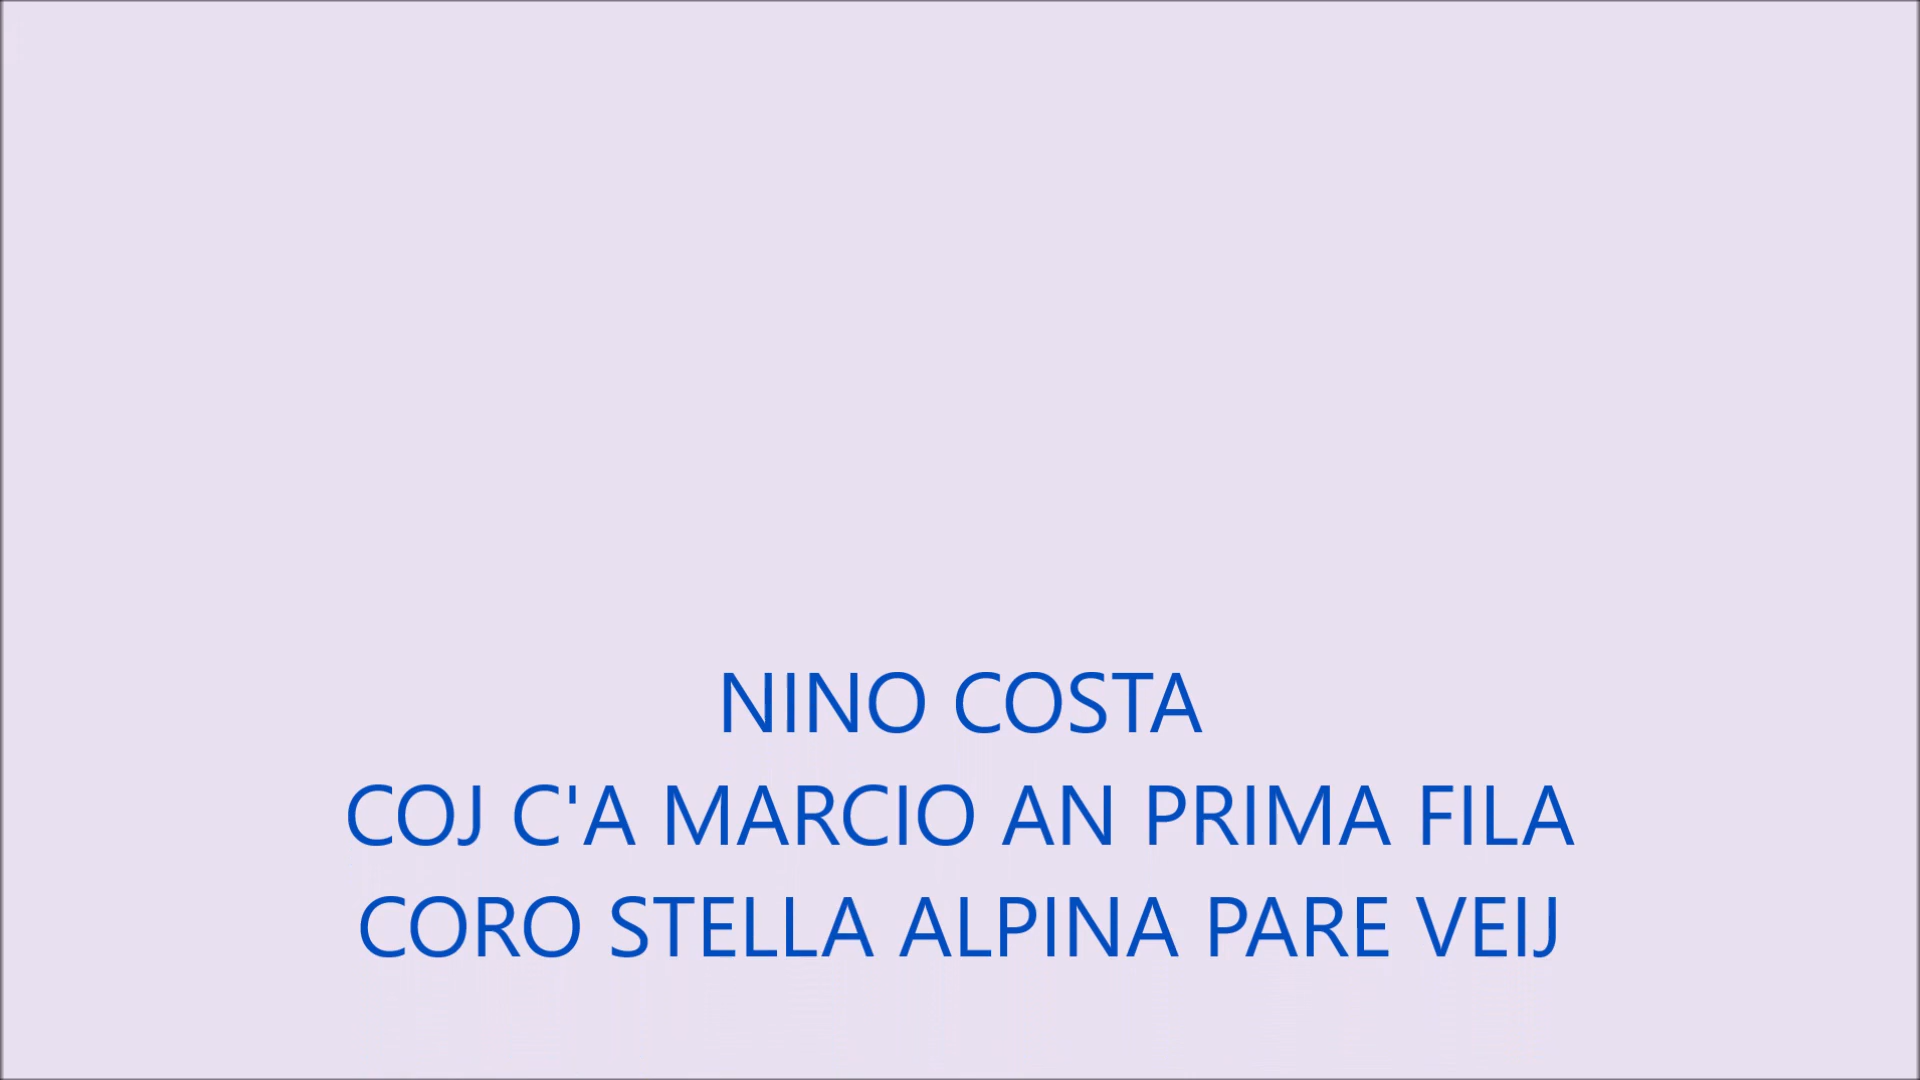 NINO COSTA
COJ C'A MARCIO AN PRIMA FILA
CORO STELLA ALPINA PARE VEIJ